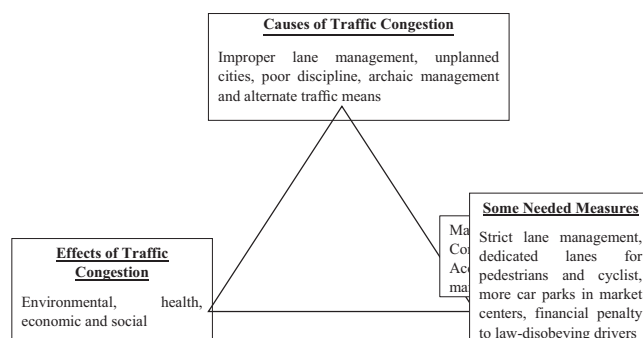 Causes of Traffic Congestion
Improper lane management, unplanned
cities, poor discipline, archaic management
and alternate traffic means
Effects of Traffic
Congestion
Environmental, health,
economic and social
Some Needed Measures
Strict lane management,
dedicated lanes for
pedestrians and cyclist,
more car parks in market
centers, financial penalty
to law-disobeying drivers